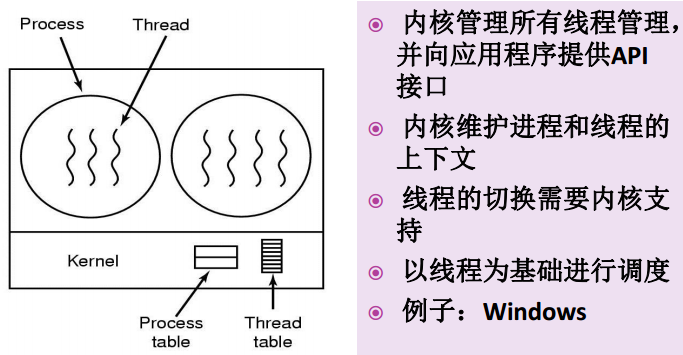 Process
Thread
Kernel
Process
table
Thread
table
内核管理所有线程管理，
并向应用程序提供API
接口
内核维护进程和线程的
上下文
线程的切换需要内核支
持
以线程为基础进行调度
例子：Windows